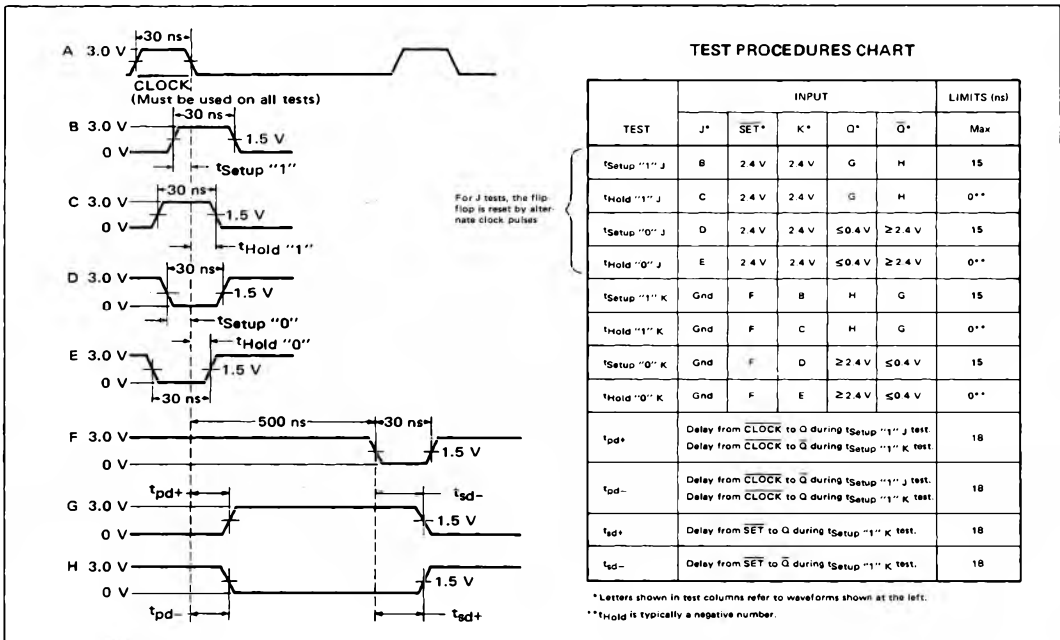 A 3.0 V
30 ns
CLOCK
(Must be used on all tests)
30 ns
B 3.0 V
0 V
1.5 V
tSetup "1"
30 ns
C 3.0 V
0 V
1.5 V
tHold "1"
30 ns
D 3.0 V
0 V
1.5 V
tSetup "0"
tHold "0"
E 3.0 V
0 V
1.5 V
30 ns
500 ns
30 ns
F 3.0 V
0 V
1.5 V
tpd+
tsd−
G 3.0 V
0 V
1.5 V
H 3.0 V
0 V
1.5 V
tpd−
tsd+
TEST PROCEDURES CHART
INPUT LIMITS (ns)
TEST J* SET* K* Q* Q* Max
For J tests, the flip-
flop is reset by alter-
nate clock pulses
tSetup "1" J B 2.4 V 2.4 V G H 15
tHold "1" J C 2.4 V 2.4 V G H 0**
tSetup "0" J D 2.4 V 2.4 V ≤0.4 V ≥2.4 V 15
tHold "0" J E 2.4 V 2.4 V ≤0.4 V ≥2.4 V 0**
tSetup "1" K Gnd F B H G 15
tHold "1" K Gnd F C H G 0**
tSetup "0" K Gnd F D ≥2.4 V ≤0.4 V 15
tHold "0" K Gnd F E ≥2.4 V ≤0.4 V 0**
tpd+ Delay from CLOCK to Q during tSetup "1" J test. 18
Delay from CLOCK to Q̅ during tSetup "1" K test.
tpd− Delay from CLOCK to Q̅ during tSetup "1" J test. 18
Delay from CLOCK to Q during tSetup "1" K test.
tsd+ Delay from SET to Q during tSetup "1" K test. 18
tsd− Delay from SET to Q̅ during tSetup "1" K test. 18
*Letters shown in test columns refer to waveforms shown at the left.
**tHold is typically a negative number.